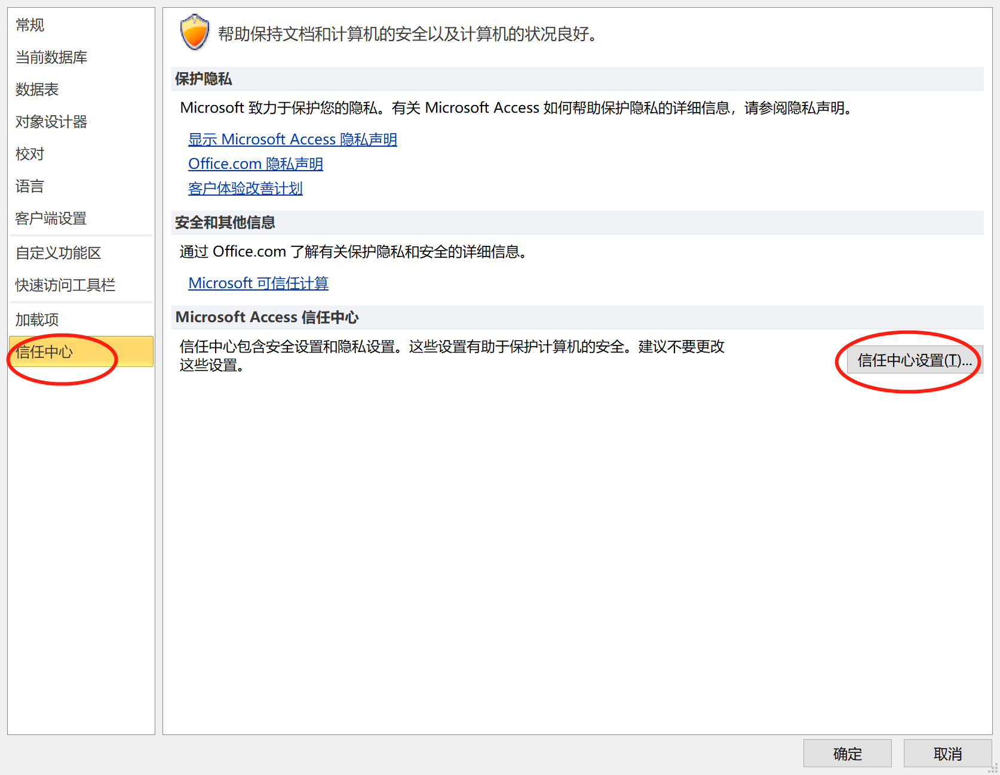 常规
当前数据库
数据表
对象设计器
校对
语言
客户端设置
自定义功能区
快速访问工具栏
加载项
信任中心
帮助保持文档和计算机的安全以及计算机的状况良好。
保护隐私
Microsoft 致力于保护您的隐私。有关 Microsoft Access 如何帮助保护隐私的详细信息，请参阅隐私声明。
显示 Microsoft Access 隐私声明
Office.com 隐私声明
客户体验改善计划
安全和其他信息
通过 Office.com 了解有关保护隐私和安全的详细信息。
Microsoft 可信任计算
Microsoft Access 信任中心
信任中心包含安全设置和隐私设置。这些设置有助于保护计算机的安全。建议不要更改
这些设置。
信任中心设置(T)...
确定
取消